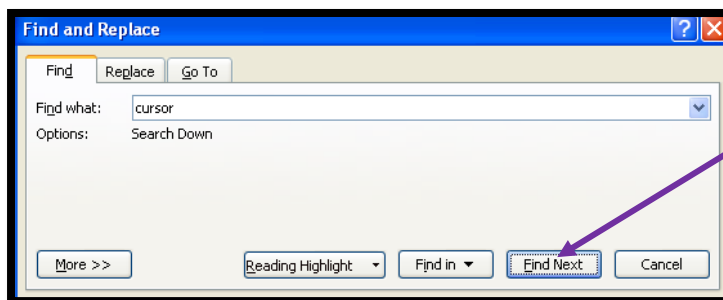 Find and Replace
Find Replace Go To
Find what: cursor
Options: Search Down
More >> Reading Highlight Find in Find Next Cancel